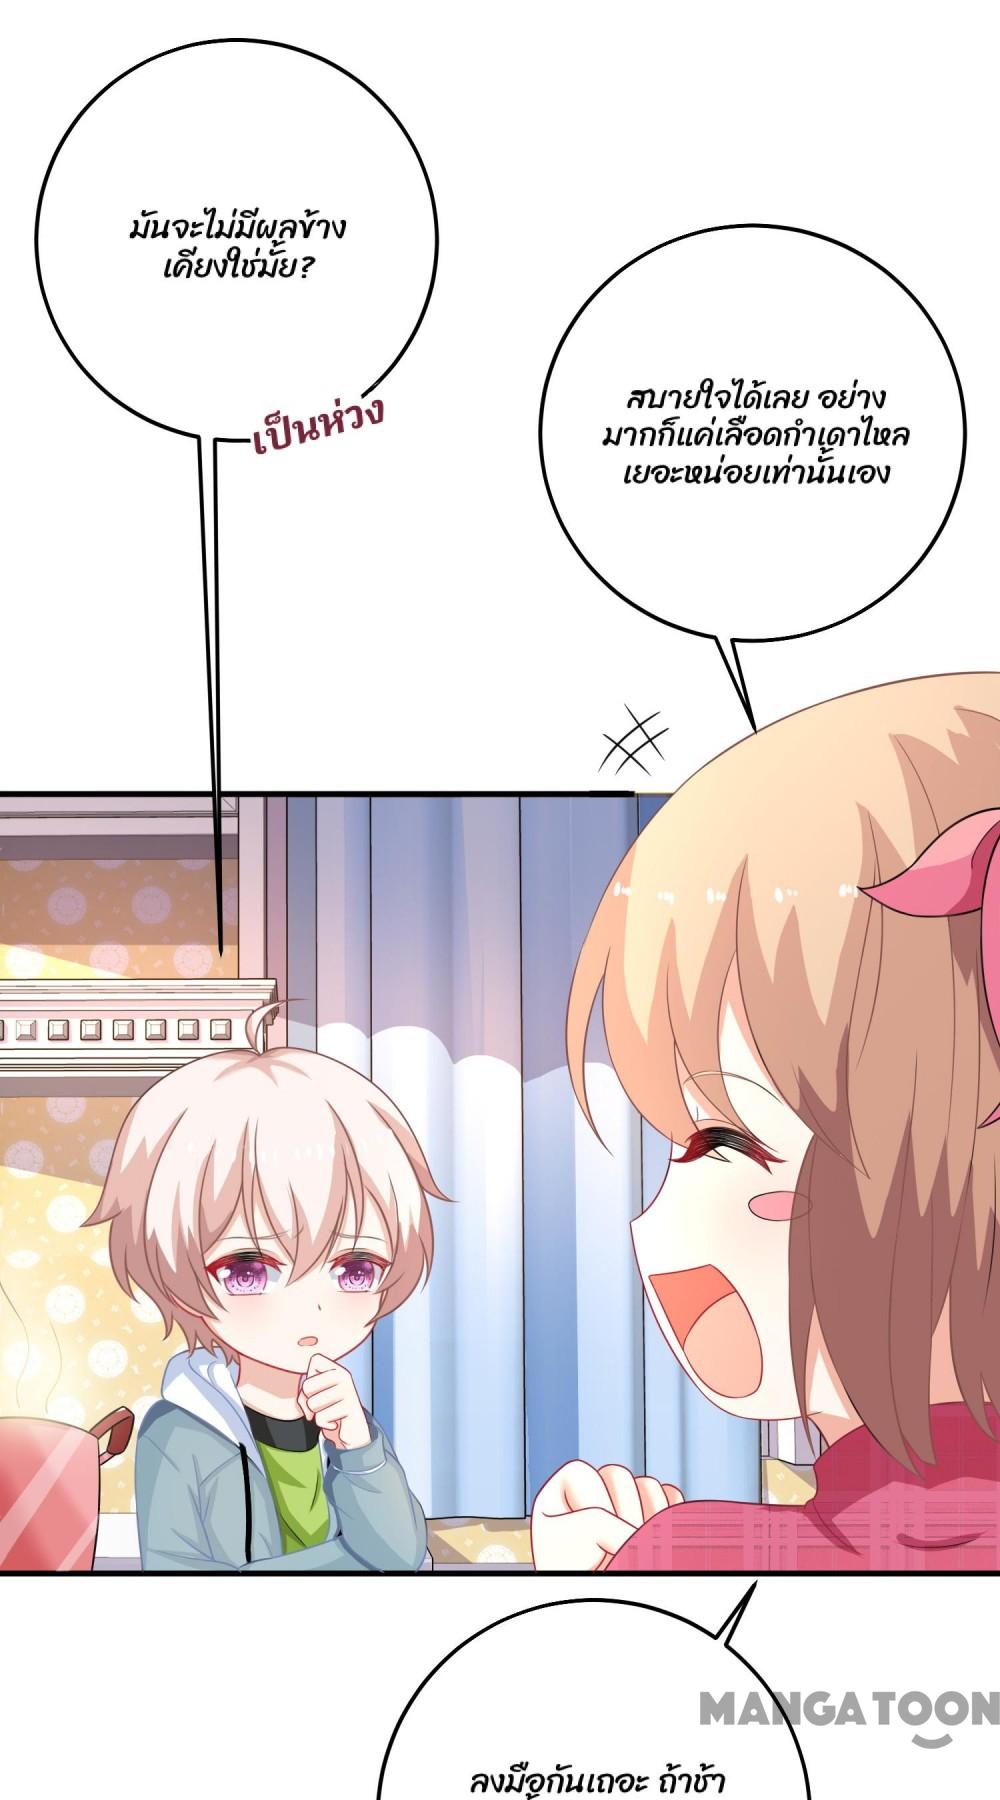 มันจะไม่มีผลข้าง
เคียงใช่มั้ย?
เป็นห่วง
สบายใจได้เลย อย่าง
มากก็แค่เลือดกำเดาไหล
เยอะหน่อยเท่านั้นเอง
MANGATOON
ลงมือกันเถอะ ถ้าช้า